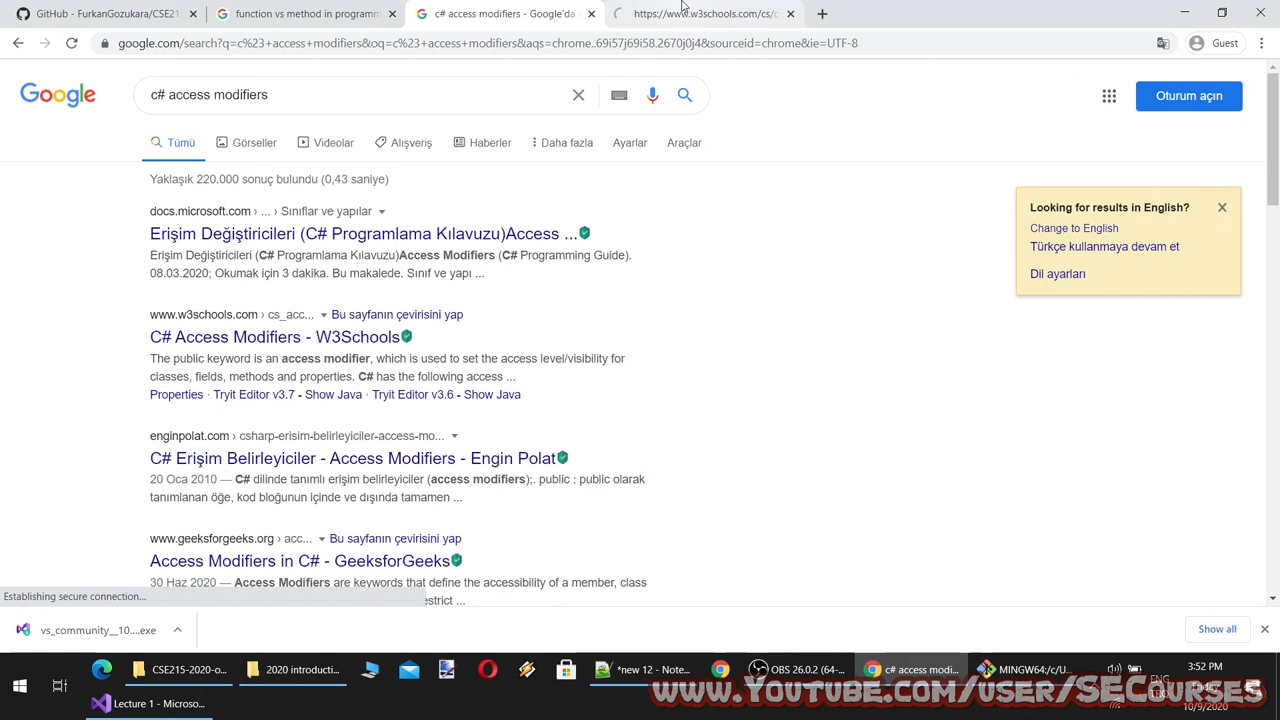 GitHub - FurkanGozukara/CSE21
function vs method in programm
c# access modifiers - Google'da A
https://www.w3schools.com/cs/c
google.com/search?q=c%23+access+modifiers&oq=c%23+access+modifiers&aqs=chrome..69i57j69i58.2670j0j4&sourceid=chrome&ie=UTF-8
Guest
Google
c# access modifiers
Oturum açın
Tümü
Görseller
Videolar
Alışveriş
Haberler
Daha fazla
Ayarlar
Araçlar
Yaklaşık 220.000 sonuç bulundu (0,43 saniye)
Looking for results in English?
Change to English
Türkçe kullanmaya devam et
Dil ayarları
docs.microsoft.com › ... › Sınıflar ve yapılar
Erişim Değiştiricileri (C# Programlama Kılavuzu)Access ...
Erişim Değiştiricileri (C# Programlama Kılavuzu)Access Modifiers (C# Programming Guide).
08.03.2020; Okumak için 3 dakika. Bu makalede. Sınıf ve yapı ...
www.w3schools.com › cs_acc... Bu sayfanın çevirisini yap
C# Access Modifiers - W3Schools
The public keyword is an access modifier, which is used to set the access level/visibility for
classes, fields, methods and properties. C# has the following access ...
Properties · Tryit Editor v3.7 - Show Java · Tryit Editor v3.6 - Show Java
enginpolat.com › csharp-erisim-belirleyiciler-access-mo...
C# Erişim Belirleyiciler - Access Modifiers - Engin Polat
20 Oca 2010 — C# dilinde tanımlı erişim belirleyiciler (access modifiers);. public : public olarak
tanımlanan öğe, kod bloğunun içinde ve dışında tamamen ...
www.geeksforgeeks.org › acc... Bu sayfanın çevirisini yap
Access Modifiers in C# - GeeksforGeeks
30 Haz 2020 — Access Modifiers are keywords that define the accessibility of a member, class
estrict ...
Establishing secure connection...
vs_community__10....exe
Show all
CSE215-2020-o...
2020 introducti...
*new 12 - Note...
OBS 26.0.2 (64-...
c# access modi...
MINGW64:/c/U...
ENG
3:52 PM
10/9/2020
Lecture 1 - Microso...
www.YouTube.com/user/SECourses